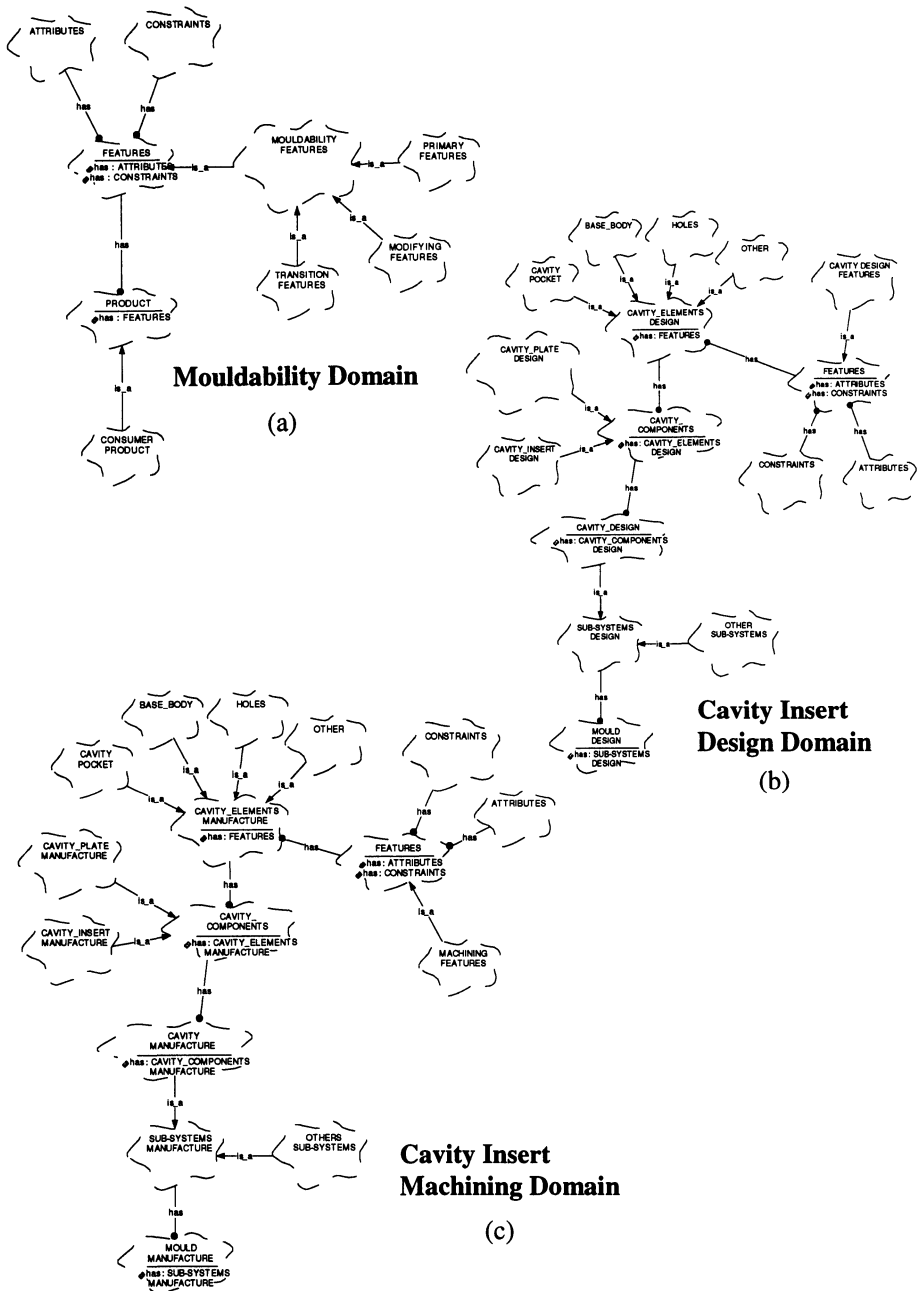 ATTRIBUTES
CONSTRAINTS
has
has
FEATURES
has : ATTRIBUTES
has : CONSTRAINTS
is_a
MOULDABILITY
FEATURES
is_a
PRIMARY
FEATURES
is_a
TRANSITION
FEATURES
is_a
MODIFYING
FEATURES
has
PRODUCT
has : FEATURES
is_a
CONSUMER
PRODUCT
Mouldability Domain
(a)
BASE_BODY
HOLES
OTHER
CAVITY
POCKET
is_a
is_a
is_a
is_a
CAVITY DESIGN
FEATURES
CAVITY_ELEMENTS
DESIGN
has: FEATURES
is_a
has
FEATURES
has: ATTRIBUTES
has: CONSTRAINTS
has
has
CONSTRAINTS
ATTRIBUTES
CAVITY_PLATE
DESIGN
is_a
has
CAVITY_
COMPONENTS
has: CAVITY_ELEMENTS
DESIGN
CAVITY_INSERT
DESIGN
is_a
has
CAVITY_DESIGN
has: CAVITY_COMPONENTS
DESIGN
is_a
SUB-SYSTEMS
DESIGN
is_a
OTHER
SUB-SYSTEMS
has
MOULD
DESIGN
has: SUB-SYSTEMS
DESIGN
Cavity Insert
Design Domain
(b)
BASE_BODY
HOLES
OTHER
CAVITY
POCKET
is_a
is_a
is_a
is_a
CONSTRAINTS
ATTRIBUTES
CAVITY_ELEMENTS
MANUFACTURE
has: FEATURES
has
has
has
FEATURES
has: ATTRIBUTES
has: CONSTRAINTS
is_a
MACHINING
FEATURES
CAVITY_PLATE
MANUFACTURE
is_a
has
CAVITY_
COMPONENTS
has: CAVITY_ELEMENTS
MANUFACTURE
CAVITY_INSERT
MANUFACTURE
is_a
has
CAVITY
MANUFACTURE
has: CAVITY_COMPONENTS
MANUFACTURE
is_a
SUB-SYSTEMS
MANUFACTURE
is_a
OTHERS
SUB-SYSTEMS
has
MOULD
MANUFACTURE
has: SUB-SYSTEMS
MANUFACTURE
Cavity Insert
Machining Domain
(c)